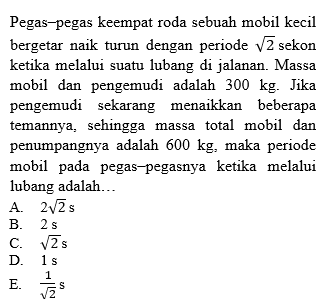 Pegas–pegas keempat roda sebuah mobil kecil
bergetar naik turun dengan periode √2 sekon
ketika melalui suatu lubang di jalanan. Massa
mobil dan pengemudi adalah 300 kg. Jika
pengemudi sekarang menaikkan beberapa
temannya, sehingga massa total mobil dan
penumpangnya adalah 600 kg, maka periode
mobil pada pegas–pegasnya ketika melalui
lubang adalah…
A. 2√2 s
B. 2 s
C. √2 s
D. 1 s
E. 1/√2 s